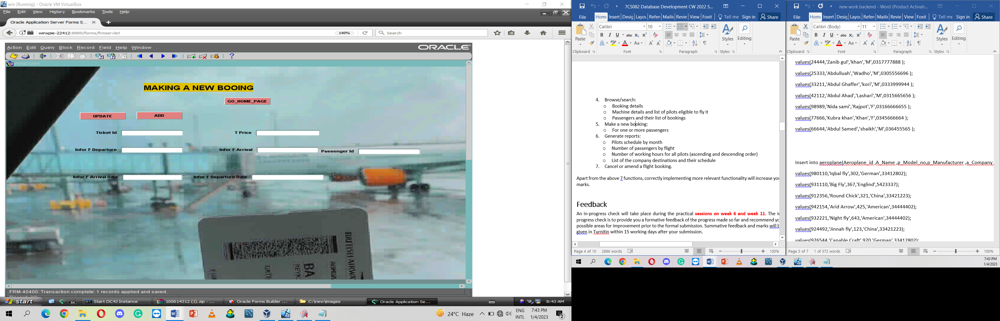 win [Running] - Oracle VM VirtualBox
File Edit View History Bookmarks Tools Help
Oracle Application Server Forms S...
winxpie-22412:8889/forms/frmservlet
140%
Search
Action Edit Query Block Record Field Help Window
ORACLE
WINDOW1
MAKING A NEW BOOING
GO_HOME_PAGE
UPDATE
ADD
Ticket Id
T Price
Infor F Departure
Infor F Arrival
Passenger Id
Infor F Arrival Date
Infor F Departure Date
BRITISH AIRWAY
BA
FRM-40400: Transaction complete: 1 records applied and saved.
start
Start OC4J Instance
100614312 (1).zip - ...
Oracle Forms Builder ...
C:\new\images
Oracle Application Se...
8:43 AM
24°C Haze
ENG
INTL
7:43 PM
1/4/2023
2
7CS082 Database Development CW 2022 S...
File Home Insert Desig Layou Referi Mailin Revie View Foxit Tell me Sign in Share
Calibri 10
Paste
Styles
Editing
Clipboard Font Paragraph Styles
4. Browse/search:
o Booking details
o Machine details and list of pilots eligible to fly it
o Passengers and their list of bookings
5. Make a new booking:
o For one or more passengers
6. Generate reports:
o Pilots schedule by month
o Number of passengers by flight
o Number of working hours for all pilots (ascending and descending order)
o List of the company destinations and their schedule
7. Cancel or amend a flight booking.
Apart from the above 7 functions, correctly implementing more relevant functionality will increase you
marks.
Feedback
An in-progress check will take place during the practical sessions on week 6 and week 11. The in
progress check is to provide you a formative feedback of the progress made so far and recommend yo
possible areas for improvement prior to the formal submission. Summative feedback and marks will b
given in Turnitin within 15 working days after your submission.
Page 4 of 10 2886 words
100%
new work backend - Word (Product Activati...
File Home Insert Desig Layou Referi Mailin Revie View Foxit Tell me Sign in Share
Calibri (Body) 11
Paste
Styles
Editing
Clipboard Font Paragraph Styles
values(24444,'Zanib gul','khan','M',0317777888 );
values(25333,'Abdulluah','Wadho','M',0305556696 );
values(33211,'Abdul Ghaffer','kori','M',0333999944 );
values(42112,'Abdul Ahad','Lashari','M',0315665656 );
values(98989,'Nida sami','Rajpot','F',03166666655 );
values(77666,'Kubra khan','Khan','F',0345666664 );
values(66644,'Abdul Samed','shaikh','M',036455565 );
Insert into aeroplane(Aeroplane_id ,A_Name ,p_Model_no,p_Manufacturer ,a_Company
values(980110,'Iqbal fly',302,'German',33412802);
values(931110,'Big Fly',367,'Englind',5423337);
values(912356,'Round Chick',321,'China',33421223);
values(942154,'Arid Arrow',425,'American',34444402);
values(932221,'Night fly',643,'American',34444402);
values(924492,'Jinnah fly',123,'China',33421223);
values(976544,'Capable Craft',970,'German',33412802);
Page 5 of 7 1 of 372 words
100%
7:43 PM
1/4/2023